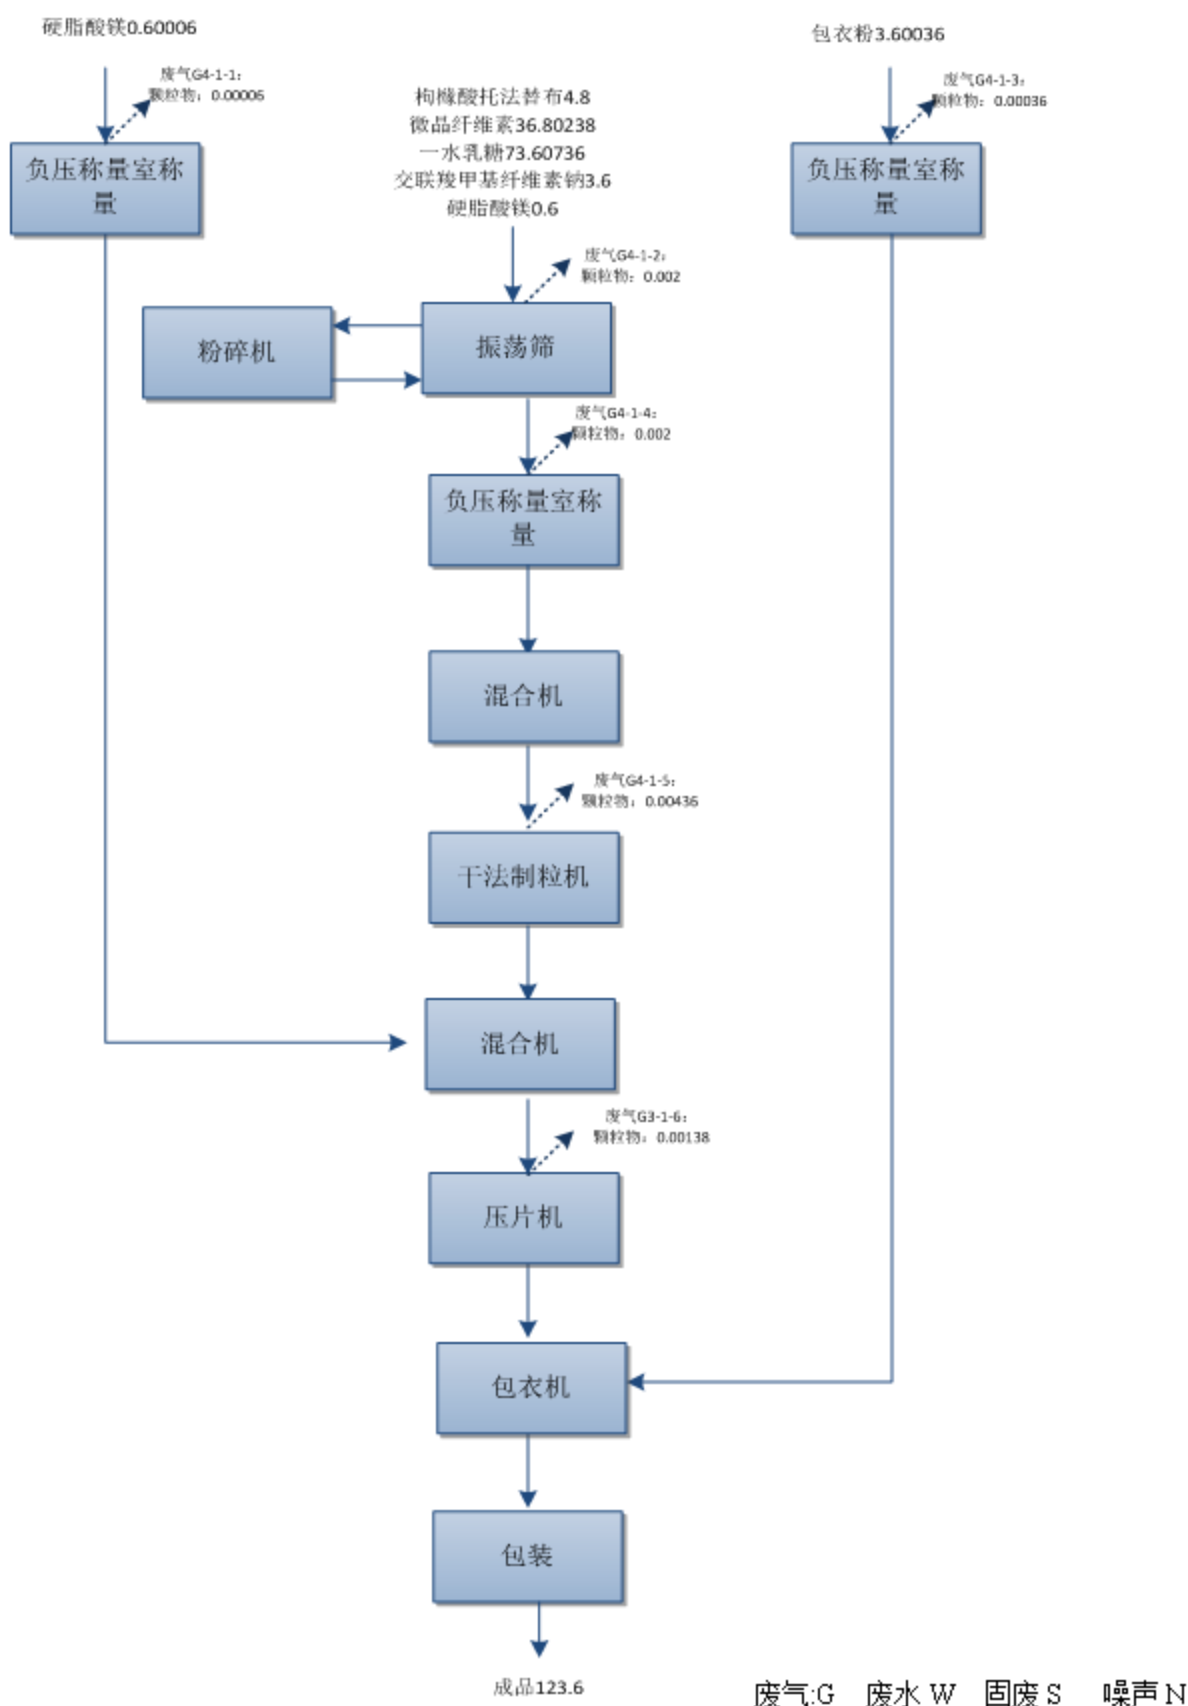 硬脂酸镁0.60006
包衣粉3.60036
废气G4-1-1：
颗粒物：0.00006
废气G4-1-3：
颗粒物：0.00036
枸橼酸托法替布4.8
微晶纤维素36.80238
一水乳糖73.60736
交联羧甲基纤维素钠3.6
硬脂酸镁0.6
负压称量室称
量
负压称量室称
量
废气G4-1-2：
颗粒物：0.002
粉碎机
振荡筛
废气G4-1-4：
颗粒物：0.002
负压称量室称
量
混合机
废气G4-1-5：
颗粒物：0.00436
干法制粒机
混合机
废气G3-1-6：
颗粒物：0.00138
压片机
包衣机
包装
成品123.6
废气:G 废水 W 固废 S 噪声 N